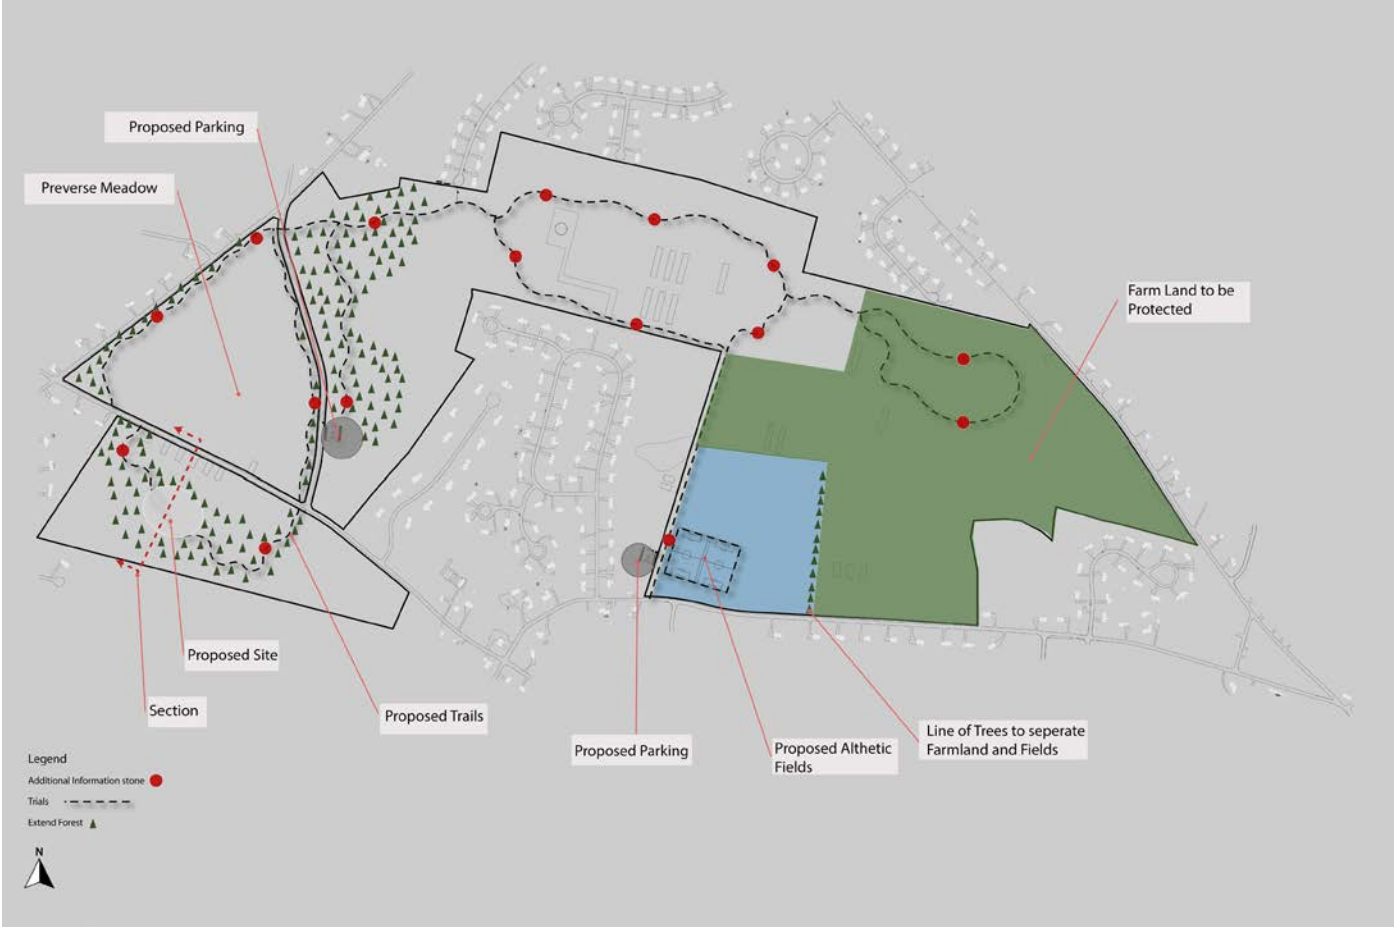 Proposed Parking
Preverse Meadow
Farm Land to be
Protected
Proposed Site
Section
Proposed Trails
Proposed Parking
Proposed Althetic
Fields
Line of Trees to seperate
Farmland and Fields
Legend
Additional Information stone
Trials
Extend Forest
N